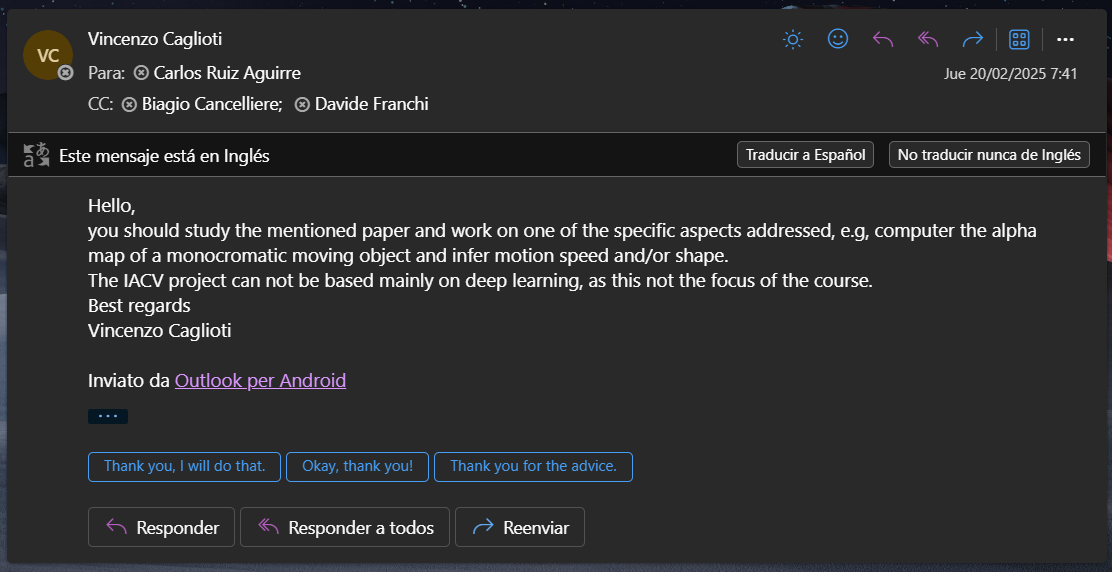 Vincenzo Caglioti
VC
Para: Carlos Ruiz Aguirre
Jue 20/02/2025 7:41
CC: Biagio Cancelliere; Davide Franchi
Este mensaje está en Inglés
Traducir a Español
No traducir nunca de Inglés
Hello,
you should study the mentioned paper and work on one of the specific aspects addressed, e.g, computer the alpha
map of a monocromatic moving object and infer motion speed and/or shape.
The IACV project can not be based mainly on deep learning, as this not the focus of the course.
Best regards
Vincenzo Caglioti
Inviato da Outlook per Android
Thank you, I will do that.
Okay, thank you!
Thank you for the advice.
Responder
Responder a todos
Reenviar